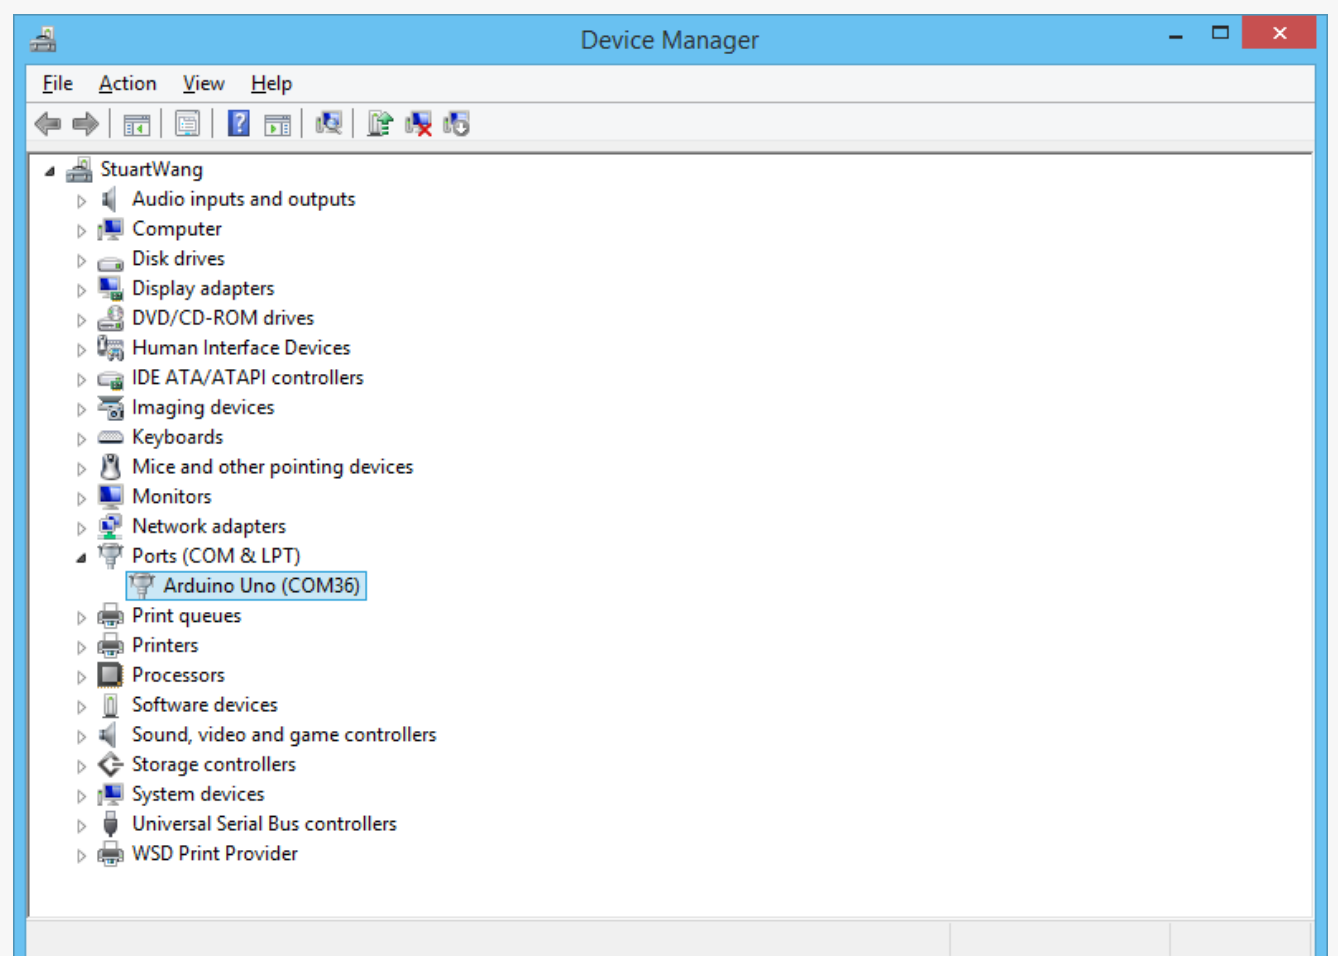 Device Manager
File Action View Help
StuartWang
Audio inputs and outputs
Computer
Disk drives
Display adapters
DVD/CD-ROM drives
Human Interface Devices
IDE ATA/ATAPI controllers
Imaging devices
Keyboards
Mice and other pointing devices
Monitors
Network adapters
Ports (COM & LPT)
Arduino Uno (COM36)
Print queues
Printers
Processors
Software devices
Sound, video and game controllers
Storage controllers
System devices
Universal Serial Bus controllers
WSD Print Provider